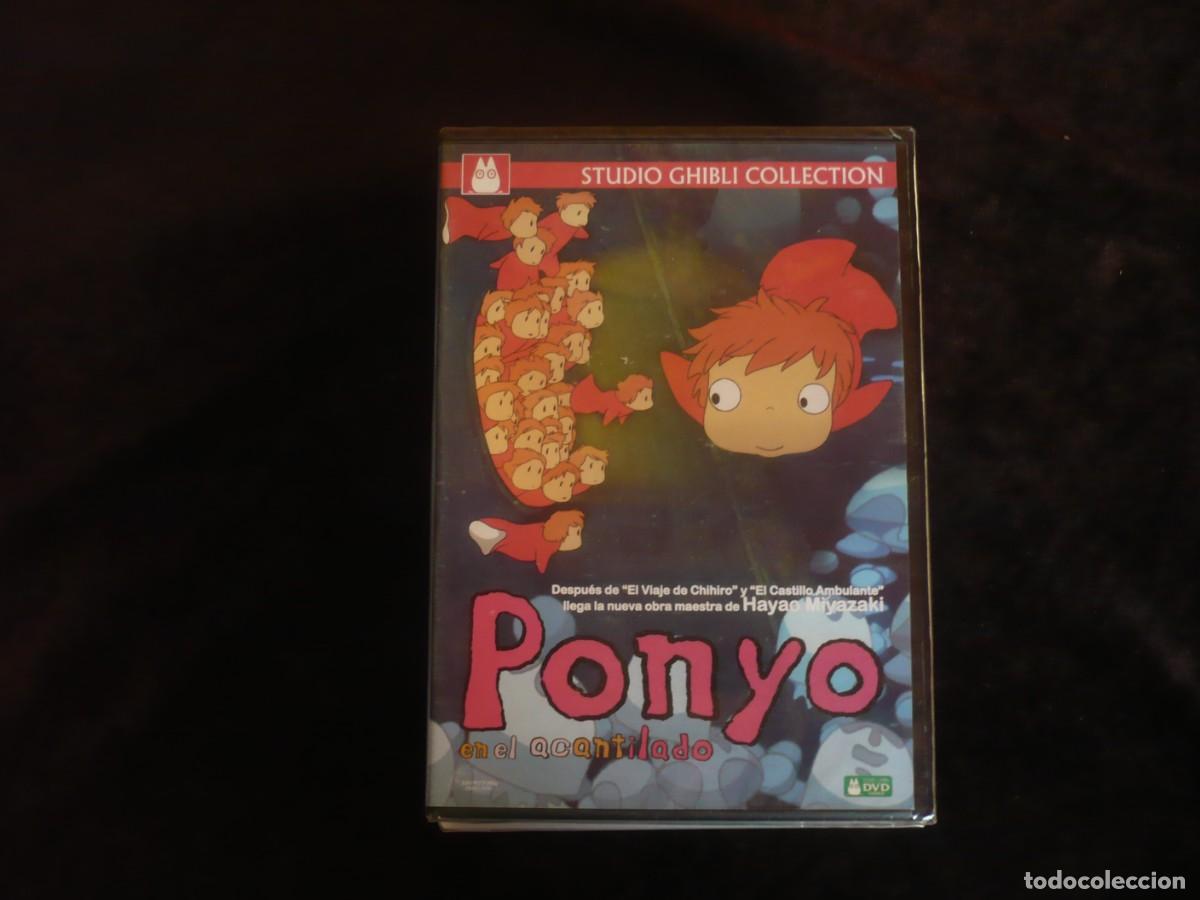 STUDIO GHIBLI COLLECTION
Después de "El Viaje de Chihiro" y "El Castillo Ambulante"
llega la nueva obra maestra de Hayao Miyazaki
Ponyo
en el acantilado
DVD
todocoleccion